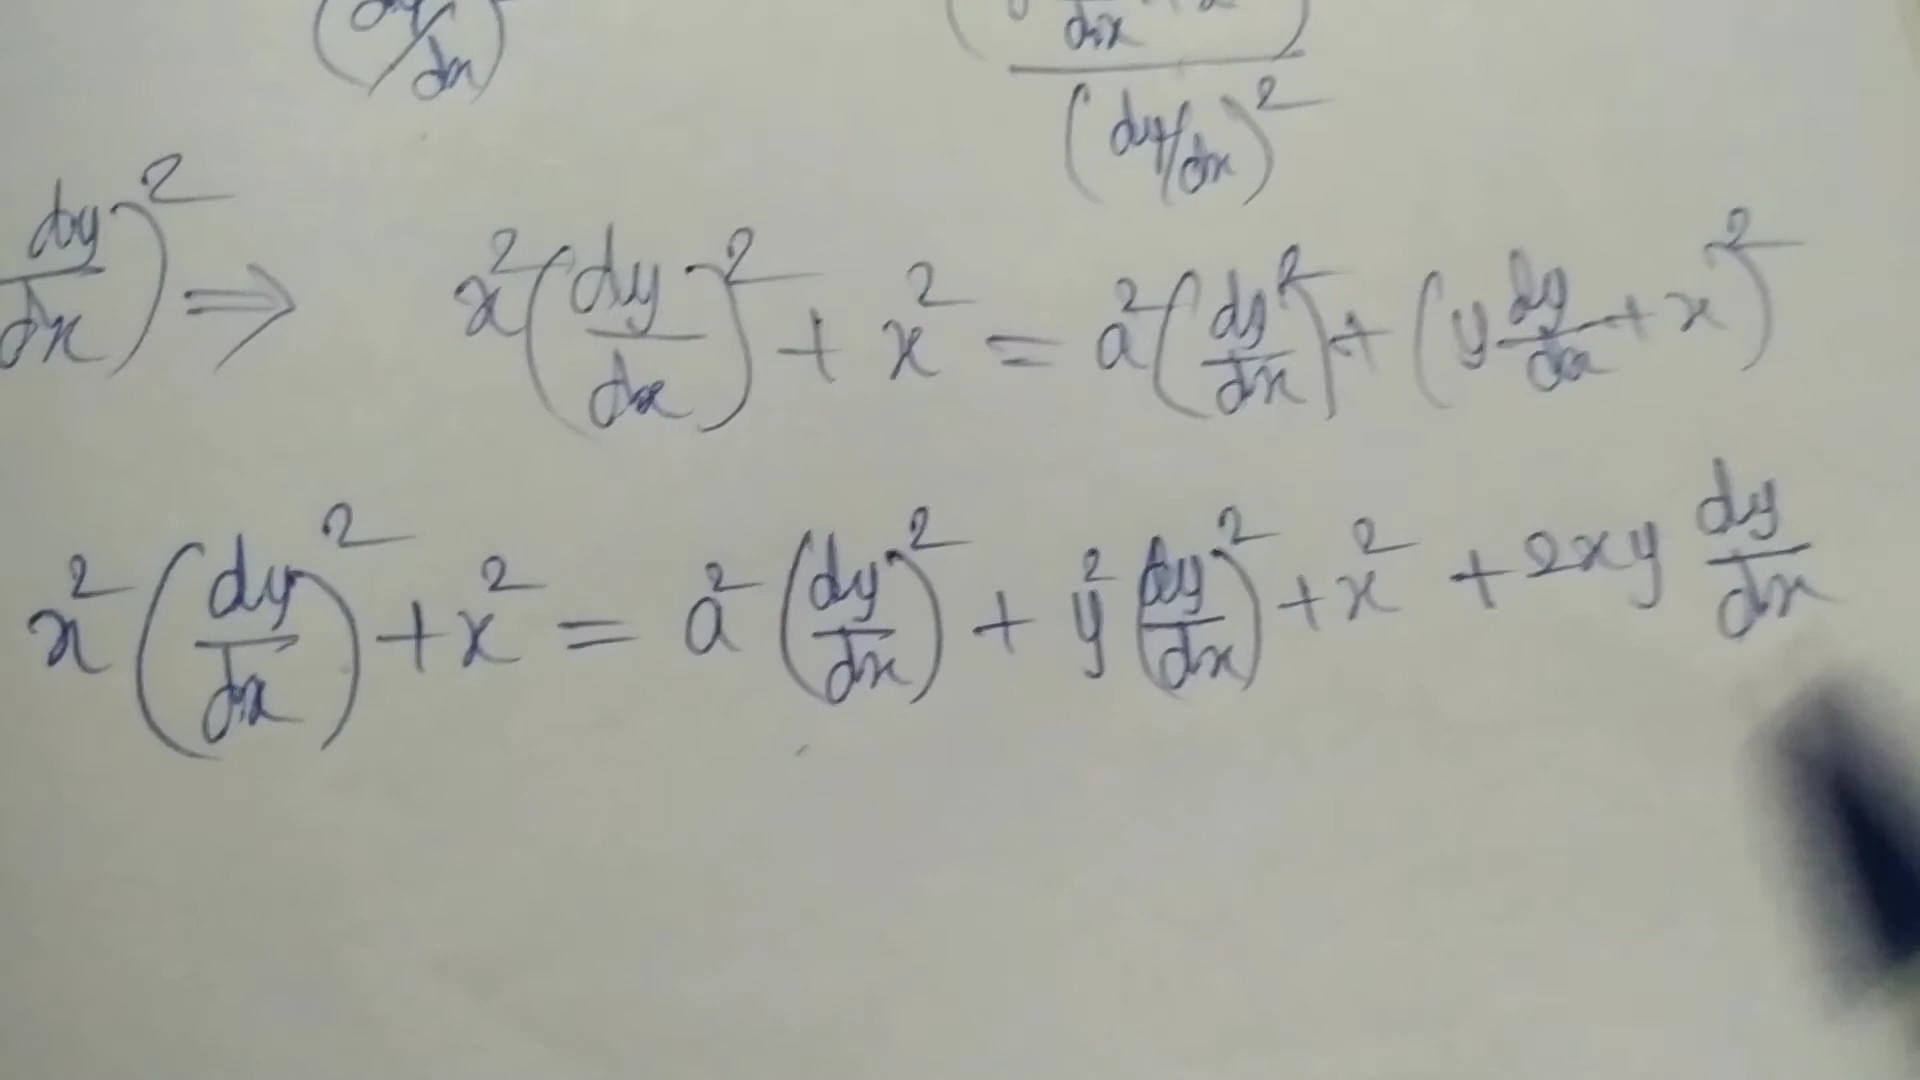 (dy/dx)
dx
(dy/dx)²
dy/dx)² ⇒ x²(dy/dx)² + x² = a²(dy/dx)² + (y dy/dx + x)²
x²(dy/dx)² + x² = a²(dy/dx)² + y²(dy/dx)² + x² + 2xy dy/dx